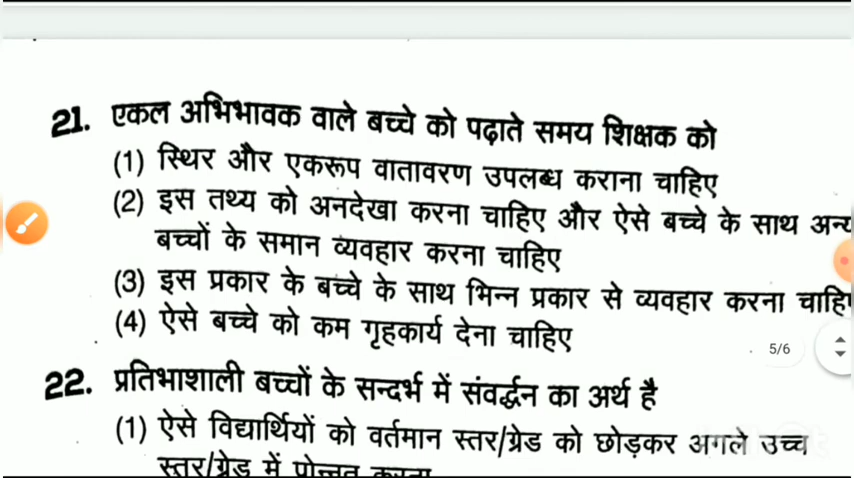 21. एकल अभिभावक वाले बच्चे को पढ़ाते समय शिक्षक को
(1) स्थिर और एकरूप वातावरण उपलब्ध कराना चाहिए
(2) इस तथ्य को अनदेखा करना चाहिए और ऐसे बच्चे के साथ अन्य
बच्चों के समान व्यवहार करना चाहिए
(3) इस प्रकार के बच्चे के साथ भिन्न प्रकार से व्यवहार करना चाहिए
(4) ऐसे बच्चे को कम गृहकार्य देना चाहिए
5/6
22. प्रतिभाशाली बच्चों के सन्दर्भ में संवर्द्धन का अर्थ है
(1) ऐसे विद्यार्थियों को वर्तमान स्तर/ग्रेड को छोड़कर अगले उच्च
स्तर/ग्रेड में प्रोन्नत करना